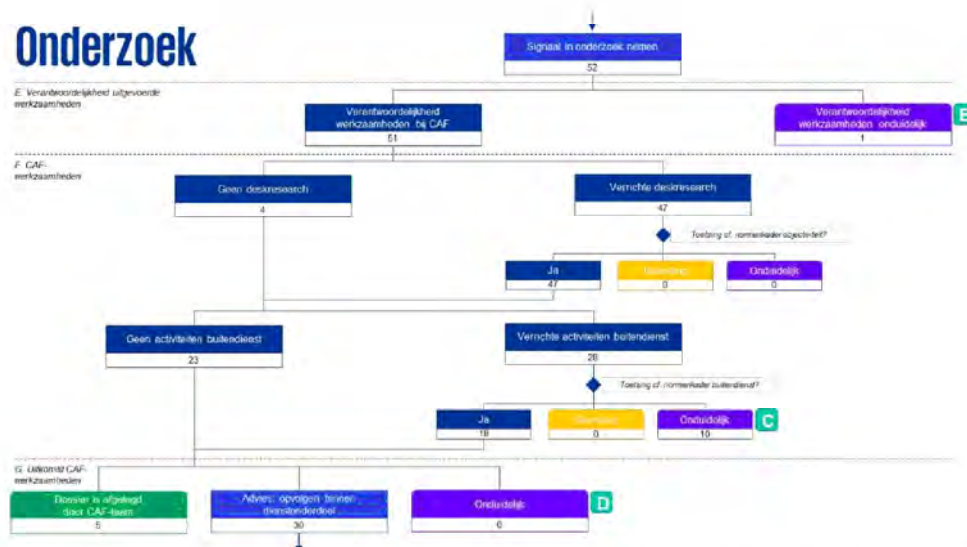 Onderzoek
Signaal in onderzoek nemen
52
E. Verantwoordelijkheid uitgevoerde
werkzaamheden
Verantwoordelijkheid
werkzaamheden bij CAF
51
Verantwoordelijkheid
werkzaamheden onduidelijk
1
B
F. CAF-
werkzaamheden
Geen deskresearch
4
Verrichte deskresearch
47
Toetsing cf. normenkader objectiviteit?
Ja
47
0
Onduidelijk
0
Geen activiteiten buitendienst
23
Verrichte activiteiten buitendienst
28
Toetsing cf. normenkader buitendienst?
Ja
18
0
Onduidelijk
10
C
G. Uitkomst CAF-
werkzaamheden
Dossier is afgelegd
door CAF-team
5
Advies: opvolgen binnen
dienstonderdeel
30
Onduidelijk
0
D